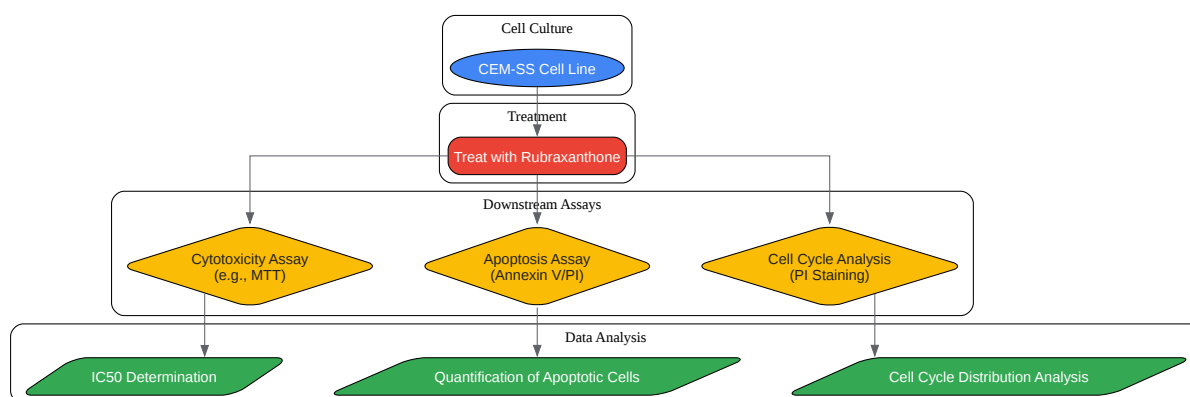 Cell Culture
CEM-SS Cell Line
Treatment
Treat with Rubraxanthone
Downstream Assays
Cytotoxicity Assay
(e.g., MTT)
Apoptosis Assay
(Annexin V/PI)
Cell Cycle Analysis
(PI Staining)
Data Analysis
IC50 Determination
Quantification of Apoptotic Cells
Cell Cycle Distribution Analysis